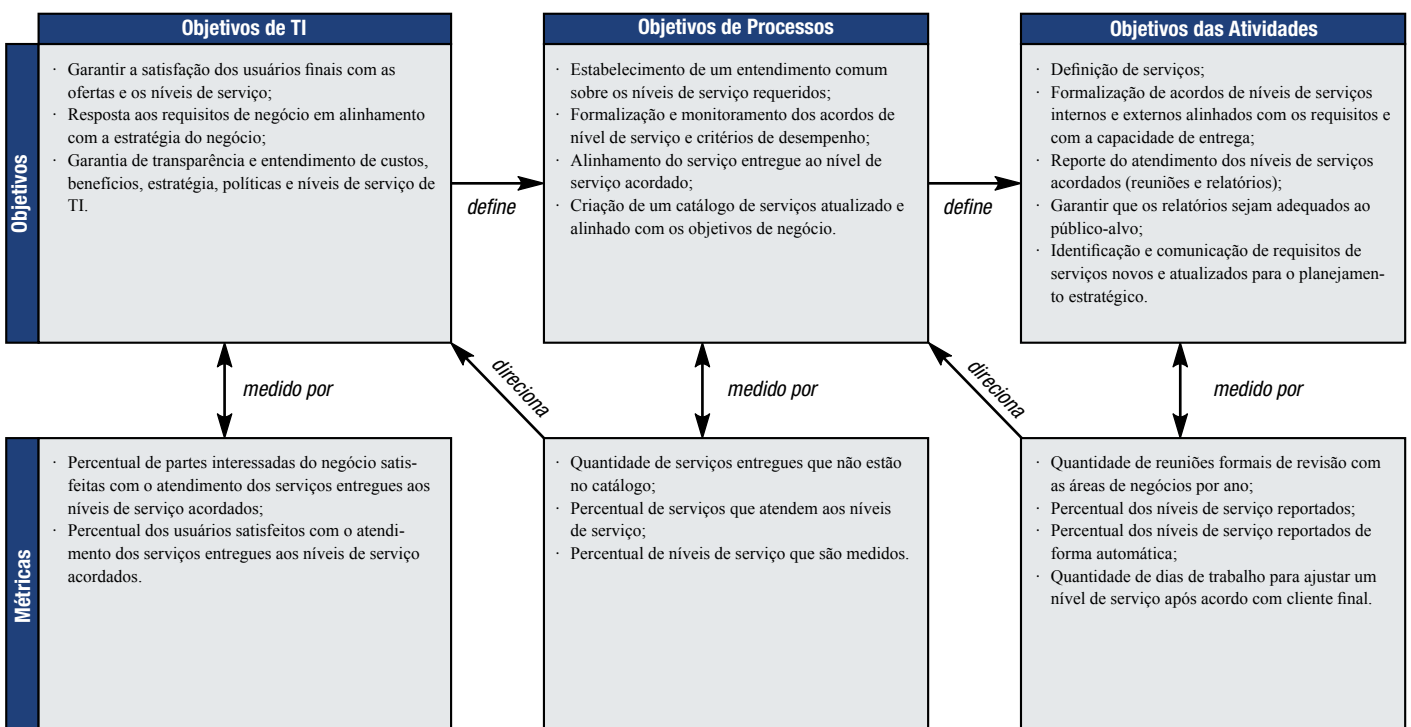 Objetivos de TI
Objetivos
· Garantir a satisfação dos usuários finais com as
ofertas e os níveis de serviço;
· Resposta aos requisitos de negócio em alinhamento
com a estratégia do negócio;
· Garantia de transparência e entendimento de custos,
benefícios, estratégia, políticas e níveis de serviço de
TI.
define
Objetivos de Processos
· Estabelecimento de um entendimento comum
sobre os níveis de serviço requeridos;
· Formalização e monitoramento dos acordos de
nível de serviço e critérios de desempenho;
· Alinhamento do serviço entregue ao nível de
serviço acordado;
· Criação de um catálogo de serviços atualizado e
alinhado com os objetivos de negócio.
define
Objetivos das Atividades
· Definição de serviços;
· Formalização de acordos de níveis de serviços
internos e externos alinhados com os requisitos e
com a capacidade de entrega;
· Reporte do atendimento dos níveis de serviços
acordados (reuniões e relatórios);
· Garantir que os relatórios sejam adequados ao
público-alvo;
· Identificação e comunicação de requisitos de
serviços novos e atualizados para o planejamen-
to estratégico.
medido por
direciona
medido por
direciona
medido por
Métricas
· Percentual de partes interessadas do negócio satis-
feitas com o atendimento dos serviços entregues aos
níveis de serviço acordados;
· Percentual dos usuários satisfeitos com o atendi-
mento dos serviços entregues aos níveis de serviço
acordados.
· Quantidade de serviços entregues que não estão
no catálogo;
· Percentual de serviços que atendem aos níveis
de serviço;
· Percentual de níveis de serviço que são medidos.
· Quantidade de reuniões formais de revisão com
as áreas de negócios por ano;
· Percentual dos níveis de serviço reportados;
· Percentual dos níveis de serviço reportados de
forma automática;
· Quantidade de dias de trabalho para ajustar um
nível de serviço após acordo com cliente final.